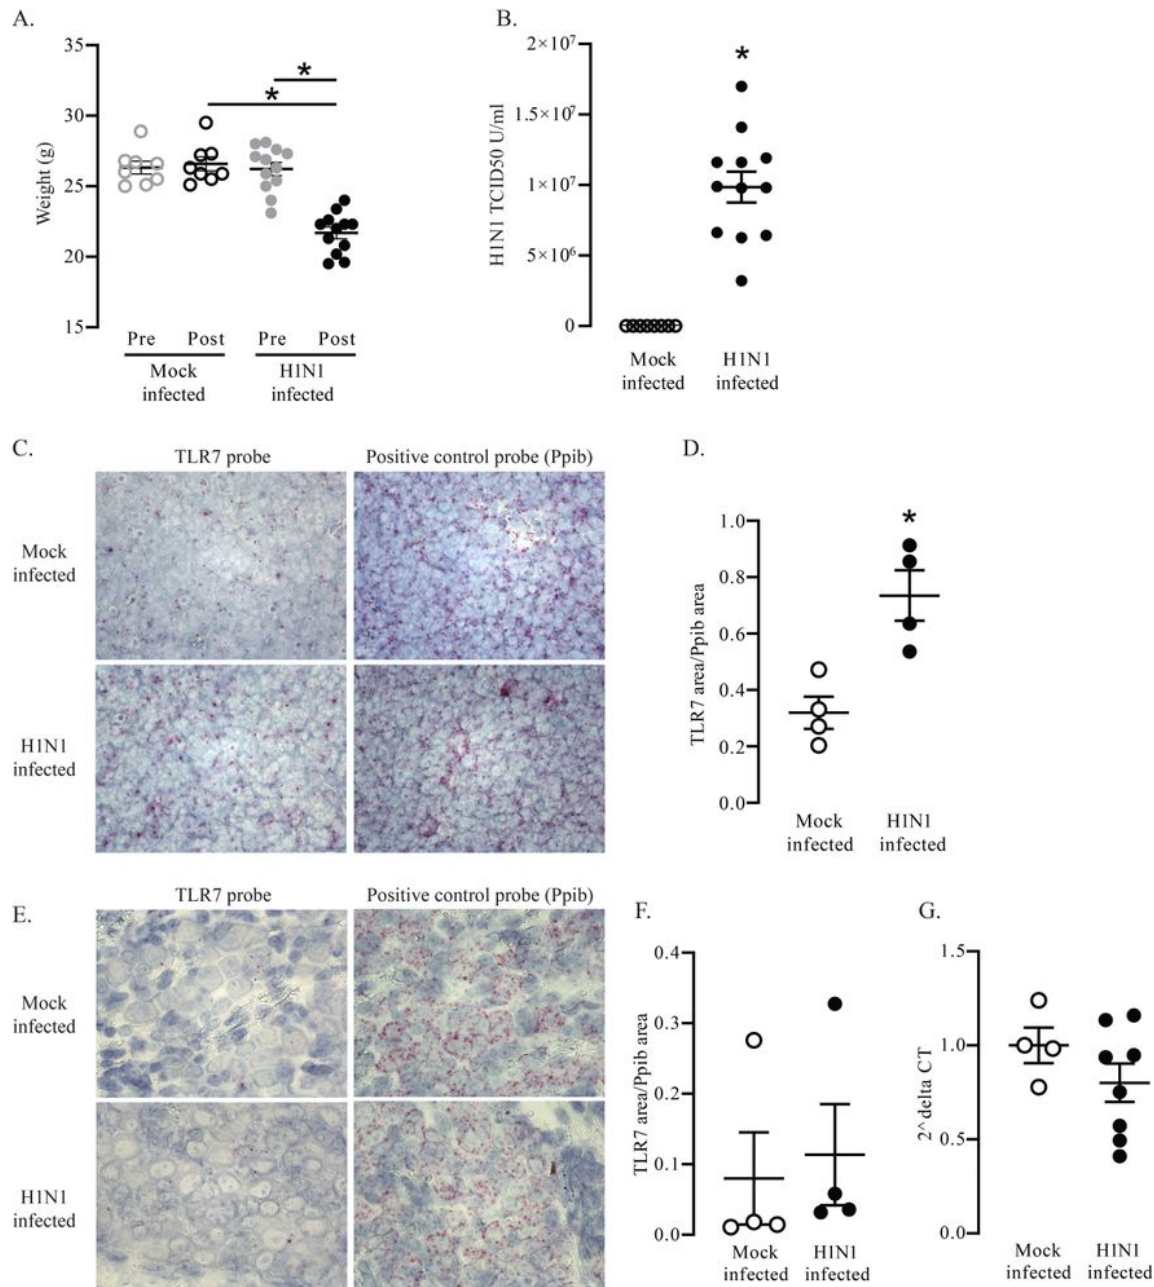 A.
35
30
25
20
15
Weight (g)
*
*
Pre
Post
Pre
Post
Mock
infected
H1N1
infected
B.
2×10⁷
1.5×10⁷
1×10⁷
5×10⁶
0
H1N1 TCID50 U/ml
*
Mock
infected
H1N1
infected
C.
TLR7 probe
Positive control probe (Ppib)
Mock
infected
H1N1
infected
D.
1.0
0.8
0.6
0.4
0.2
0.0
TLR7 area/Ppib area
*
Mock
infected
H1N1
infected
E.
TLR7 probe
Positive control probe (Ppib)
Mock
infected
H1N1
infected
F.
0.4
0.3
0.2
0.1
0.0
TLR7 area/Ppib area
Mock
infected
H1N1
infected
G.
1.5
1.0
0.5
0.0
2^ delta CT
Mock
infected
H1N1
infected